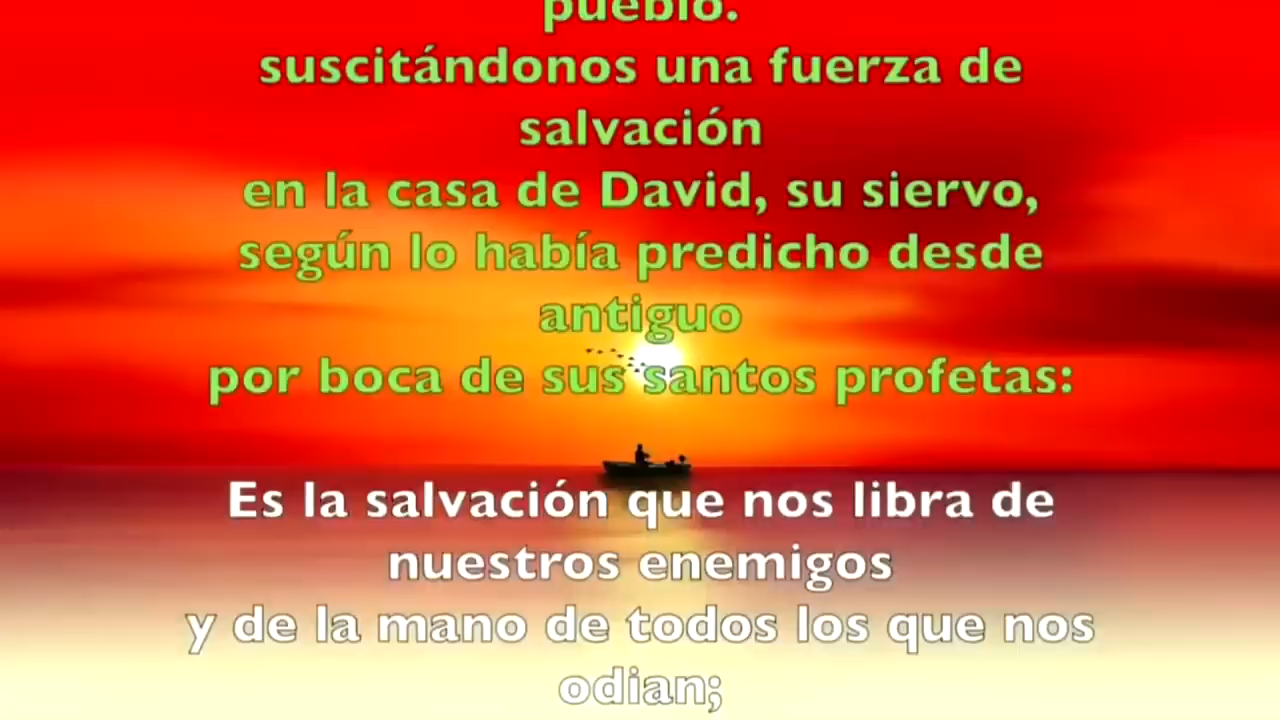 pueblo.
suscitándonos una fuerza de
salvación
en la casa de David, su siervo,
según lo había predicho desde
antiguo
por boca de sus santos profetas:
Es la salvación que nos libra de
nuestros enemigos
y de la mano de todos los que nos
odian;